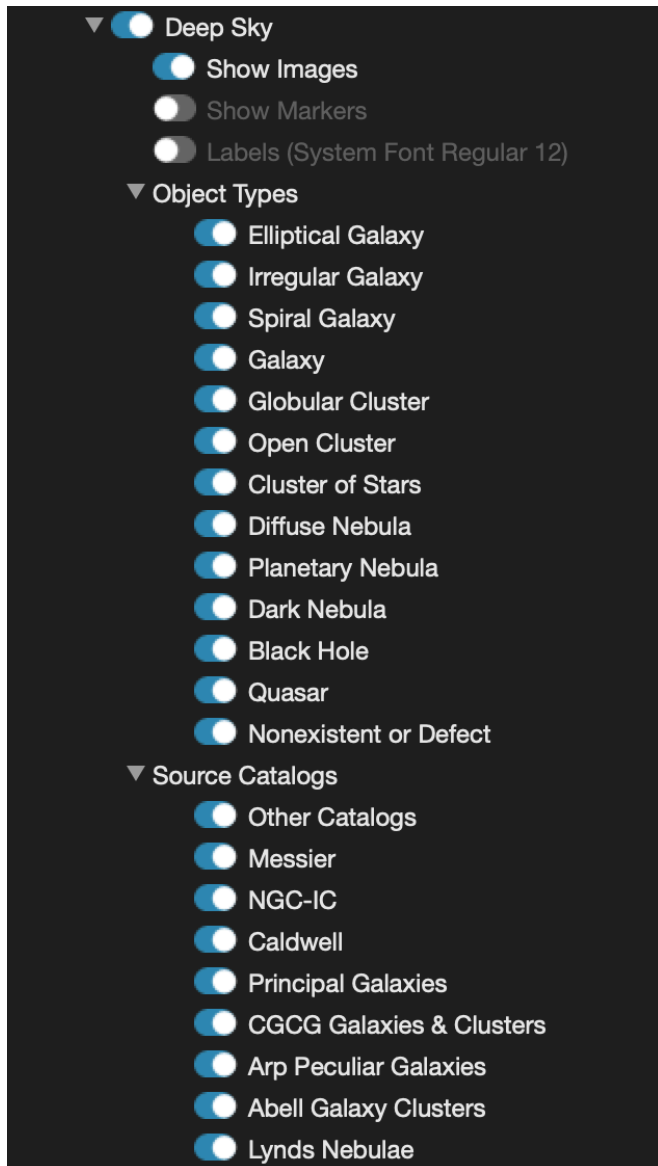 Deep Sky
Show Images
Show Markers
Labels (System Font Regular 12)
Object Types
Elliptical Galaxy
Irregular Galaxy
Spiral Galaxy
Galaxy
Globular Cluster
Open Cluster
Cluster of Stars
Diffuse Nebula
Planetary Nebula
Dark Nebula
Black Hole
Quasar
Nonexistent or Defect
Source Catalogs
Other Catalogs
Messier
NGC-IC
Caldwell
Principal Galaxies
CGCG Galaxies & Clusters
Arp Peculiar Galaxies
Abell Galaxy Clusters
Lynds Nebulae